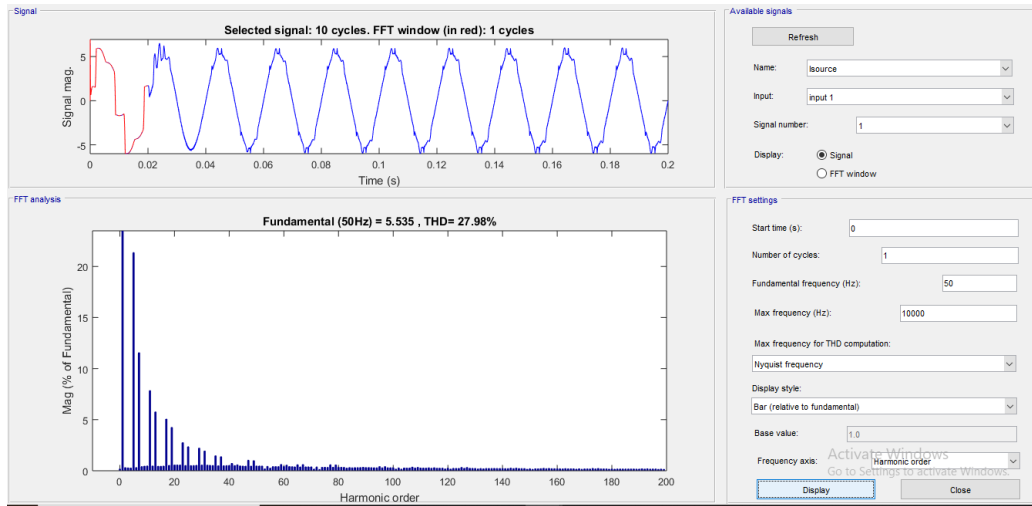 Signal
Selected signal: 10 cycles. FFT window (in red): 1 cycles
5
0
-5
Signal mag.
0 0.02 0.04 0.06 0.08 0.1 0.12 0.14 0.16 0.18 0.2
Time (s)
FFT analysis
Fundamental (50Hz) = 5.535 , THD= 27.98%
20
15
10
5
0
Mag (% of Fundamental)
0 20 40 60 80 100 120 140 160 180 200
Harmonic order
Available signals
Refresh
Name: Isource
Input: input 1
Signal number: 1
Display: Signal
FFT window
FFT settings
Start time (s): 0
Number of cycles: 1
Fundamental frequency (Hz): 50
Max frequency (Hz): 10000
Max frequency for THD computation:
Nyquist frequency
Display style:
Bar (relative to fundamental)
Base value: 1.0
Frequency axis: Harmonic order
Activate Windows
Go to Settings to activate Windows.
Display Close